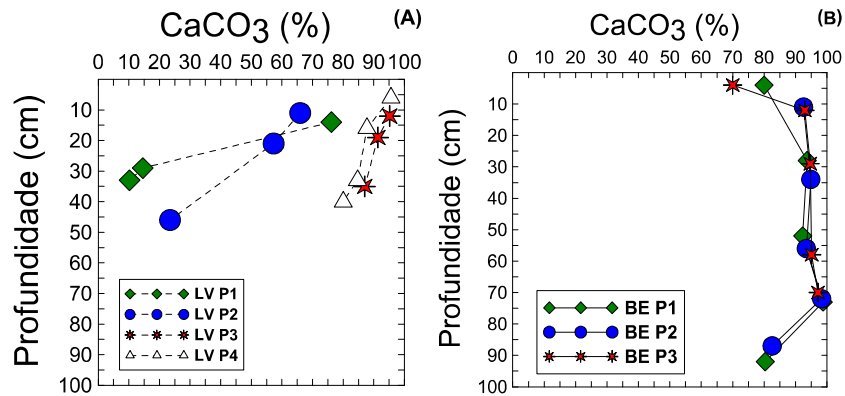 CaCO3 (%) (A)
0 10 20 30 40 50 60 70 80 90 100
Profundidade (cm)
10
20
30
40
50
60
70
80
90
100
LV P1
LV P2
LV P3
LV P4
CaCO3 (%) (B)
0 10 20 30 40 50 60 70 80 90 100
Profundidade (cm)
10
20
30
40
50
60
70
80
90
100
BE P1
BE P2
BE P3